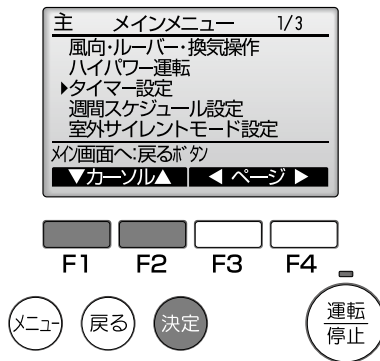 主 メインメニュー 1/3
風向・ルーバー・換気操作
ハイパワー運転
▶タイマー設定
週間スケジュール設定
室外サイレントモード設定
メイン画面へ:戻るボタン
▼カーソル▲ ◀ ページ ▶
F1 F2 F3 F4
メニュー 戻る 決定 運転
停止